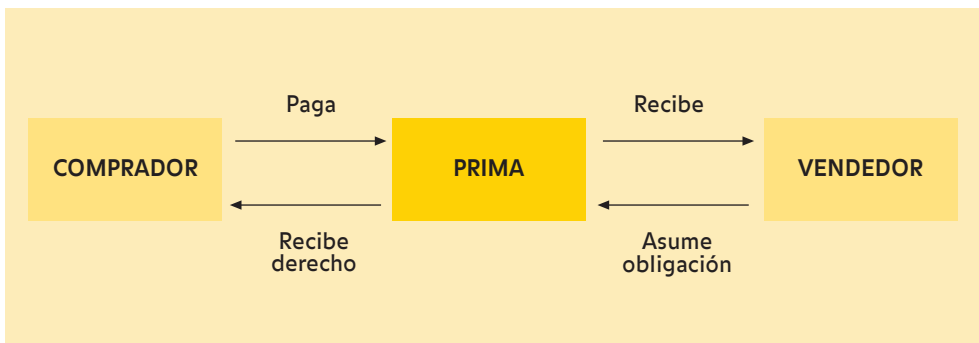 Paga
Recibe
COMPRADOR
PRIMA
VENDEDOR
Recibe
derecho
Asume
obligación